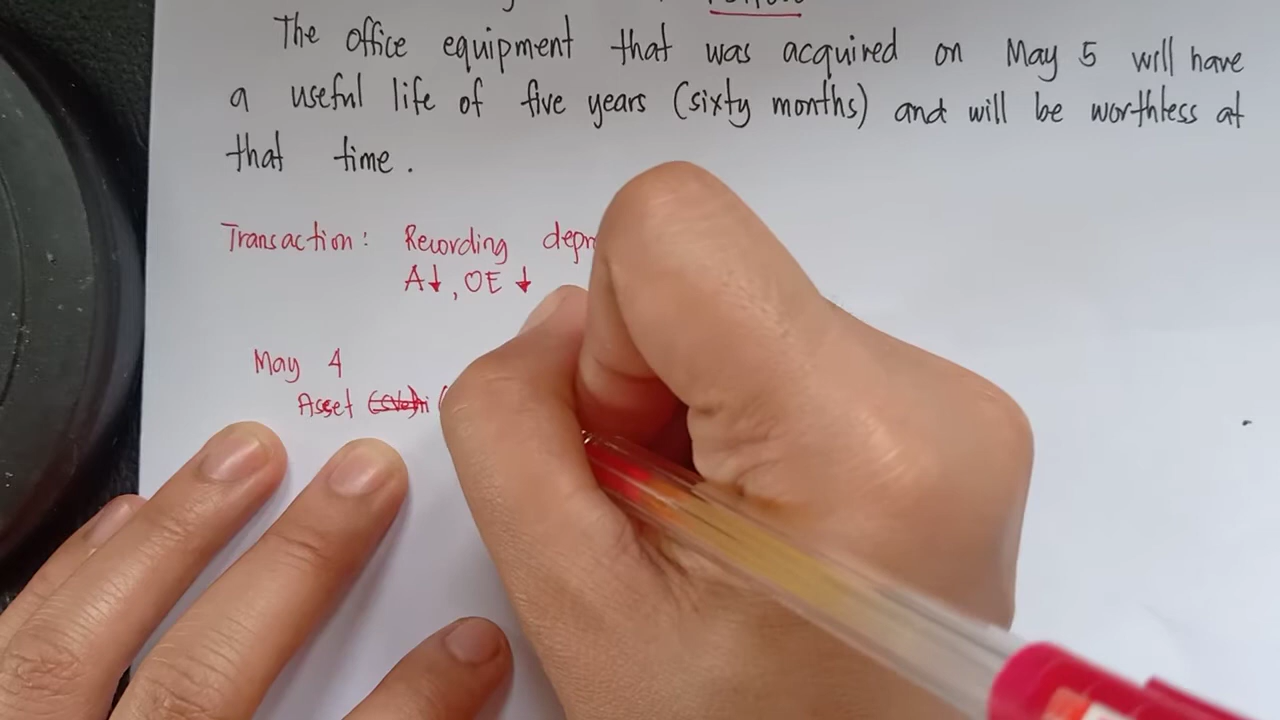 The office equipment that was acquired on May 5 will have
a useful life of five years (sixty months) and will be worthless at
that time.
Transaction: Recording
A↓, OE ↓
May 4
Asset